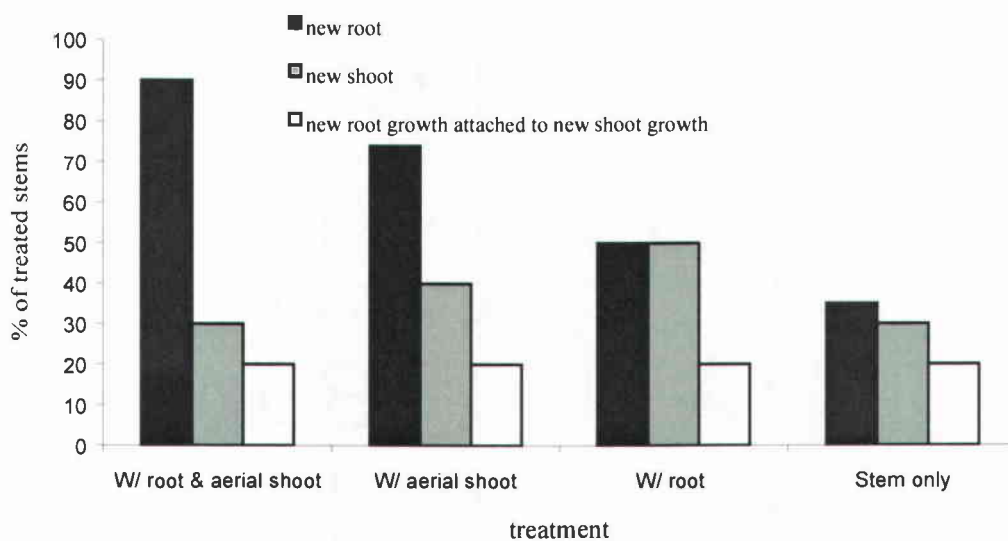 new root
new shoot
new root growth attached to new shoot growth
% of treated stems
100
90
80
70
60
50
40
30
20
10
0
W/ root & aerial shoot
W/ aerial shoot
W/ root
Stem only
treatment